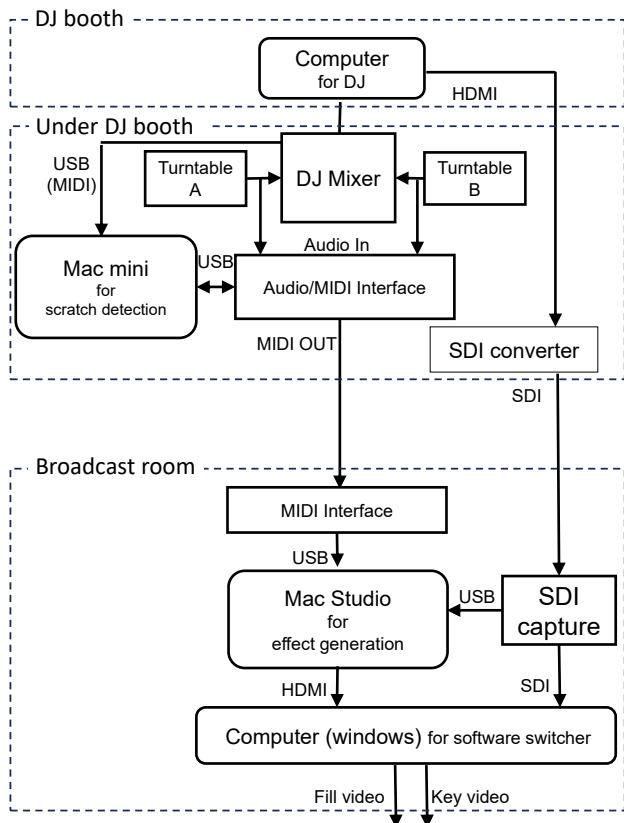 DJ booth
Computer
for DJ
HDMI
Under DJ booth
USB
(MIDI)
Turntable
A
DJ Mixer
Turntable
B
Audio In
Mac mini
for
scratch detection
USB
Audio/MIDI Interface
MIDI OUT
SDI converter
SDI
Broadcast room
MIDI Interface
USB
Mac Studio
for
effect generation
USB
SDI
capture
HDMI
SDI
Computer (windows) for software switcher
Fill video
Key video